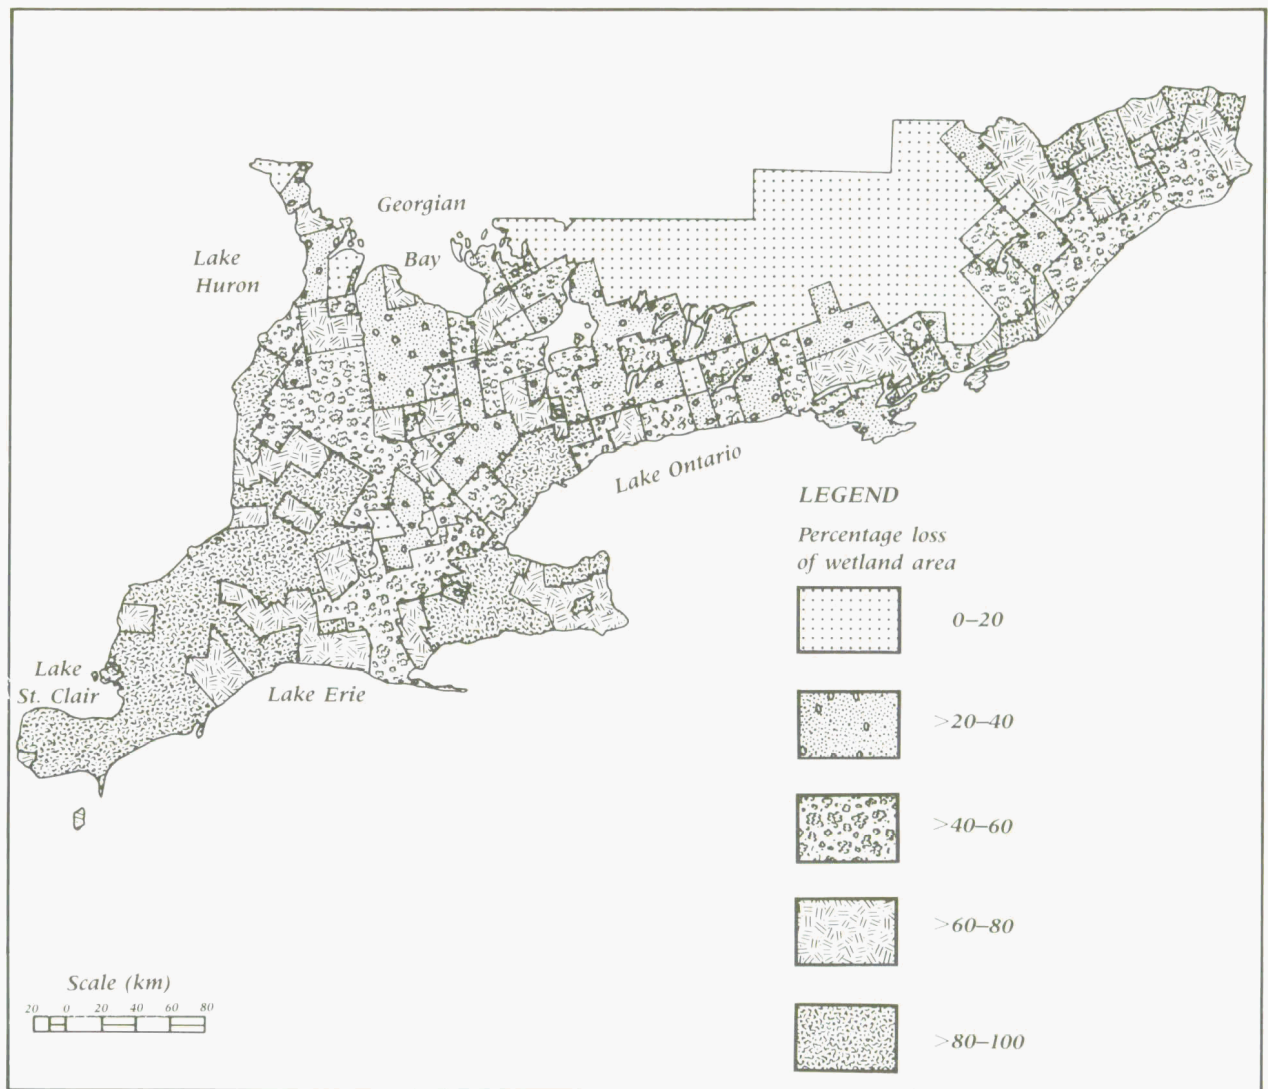 Georgian
Bay
Lake
Huron
Lake Ontario
Lake
St. Clair
Lake Erie
LEGEND
Percentage loss
of wetland area
0–20
>20–40
>40–60
>60–80
>80–100
Scale (km)
20 0 20 40 60 80